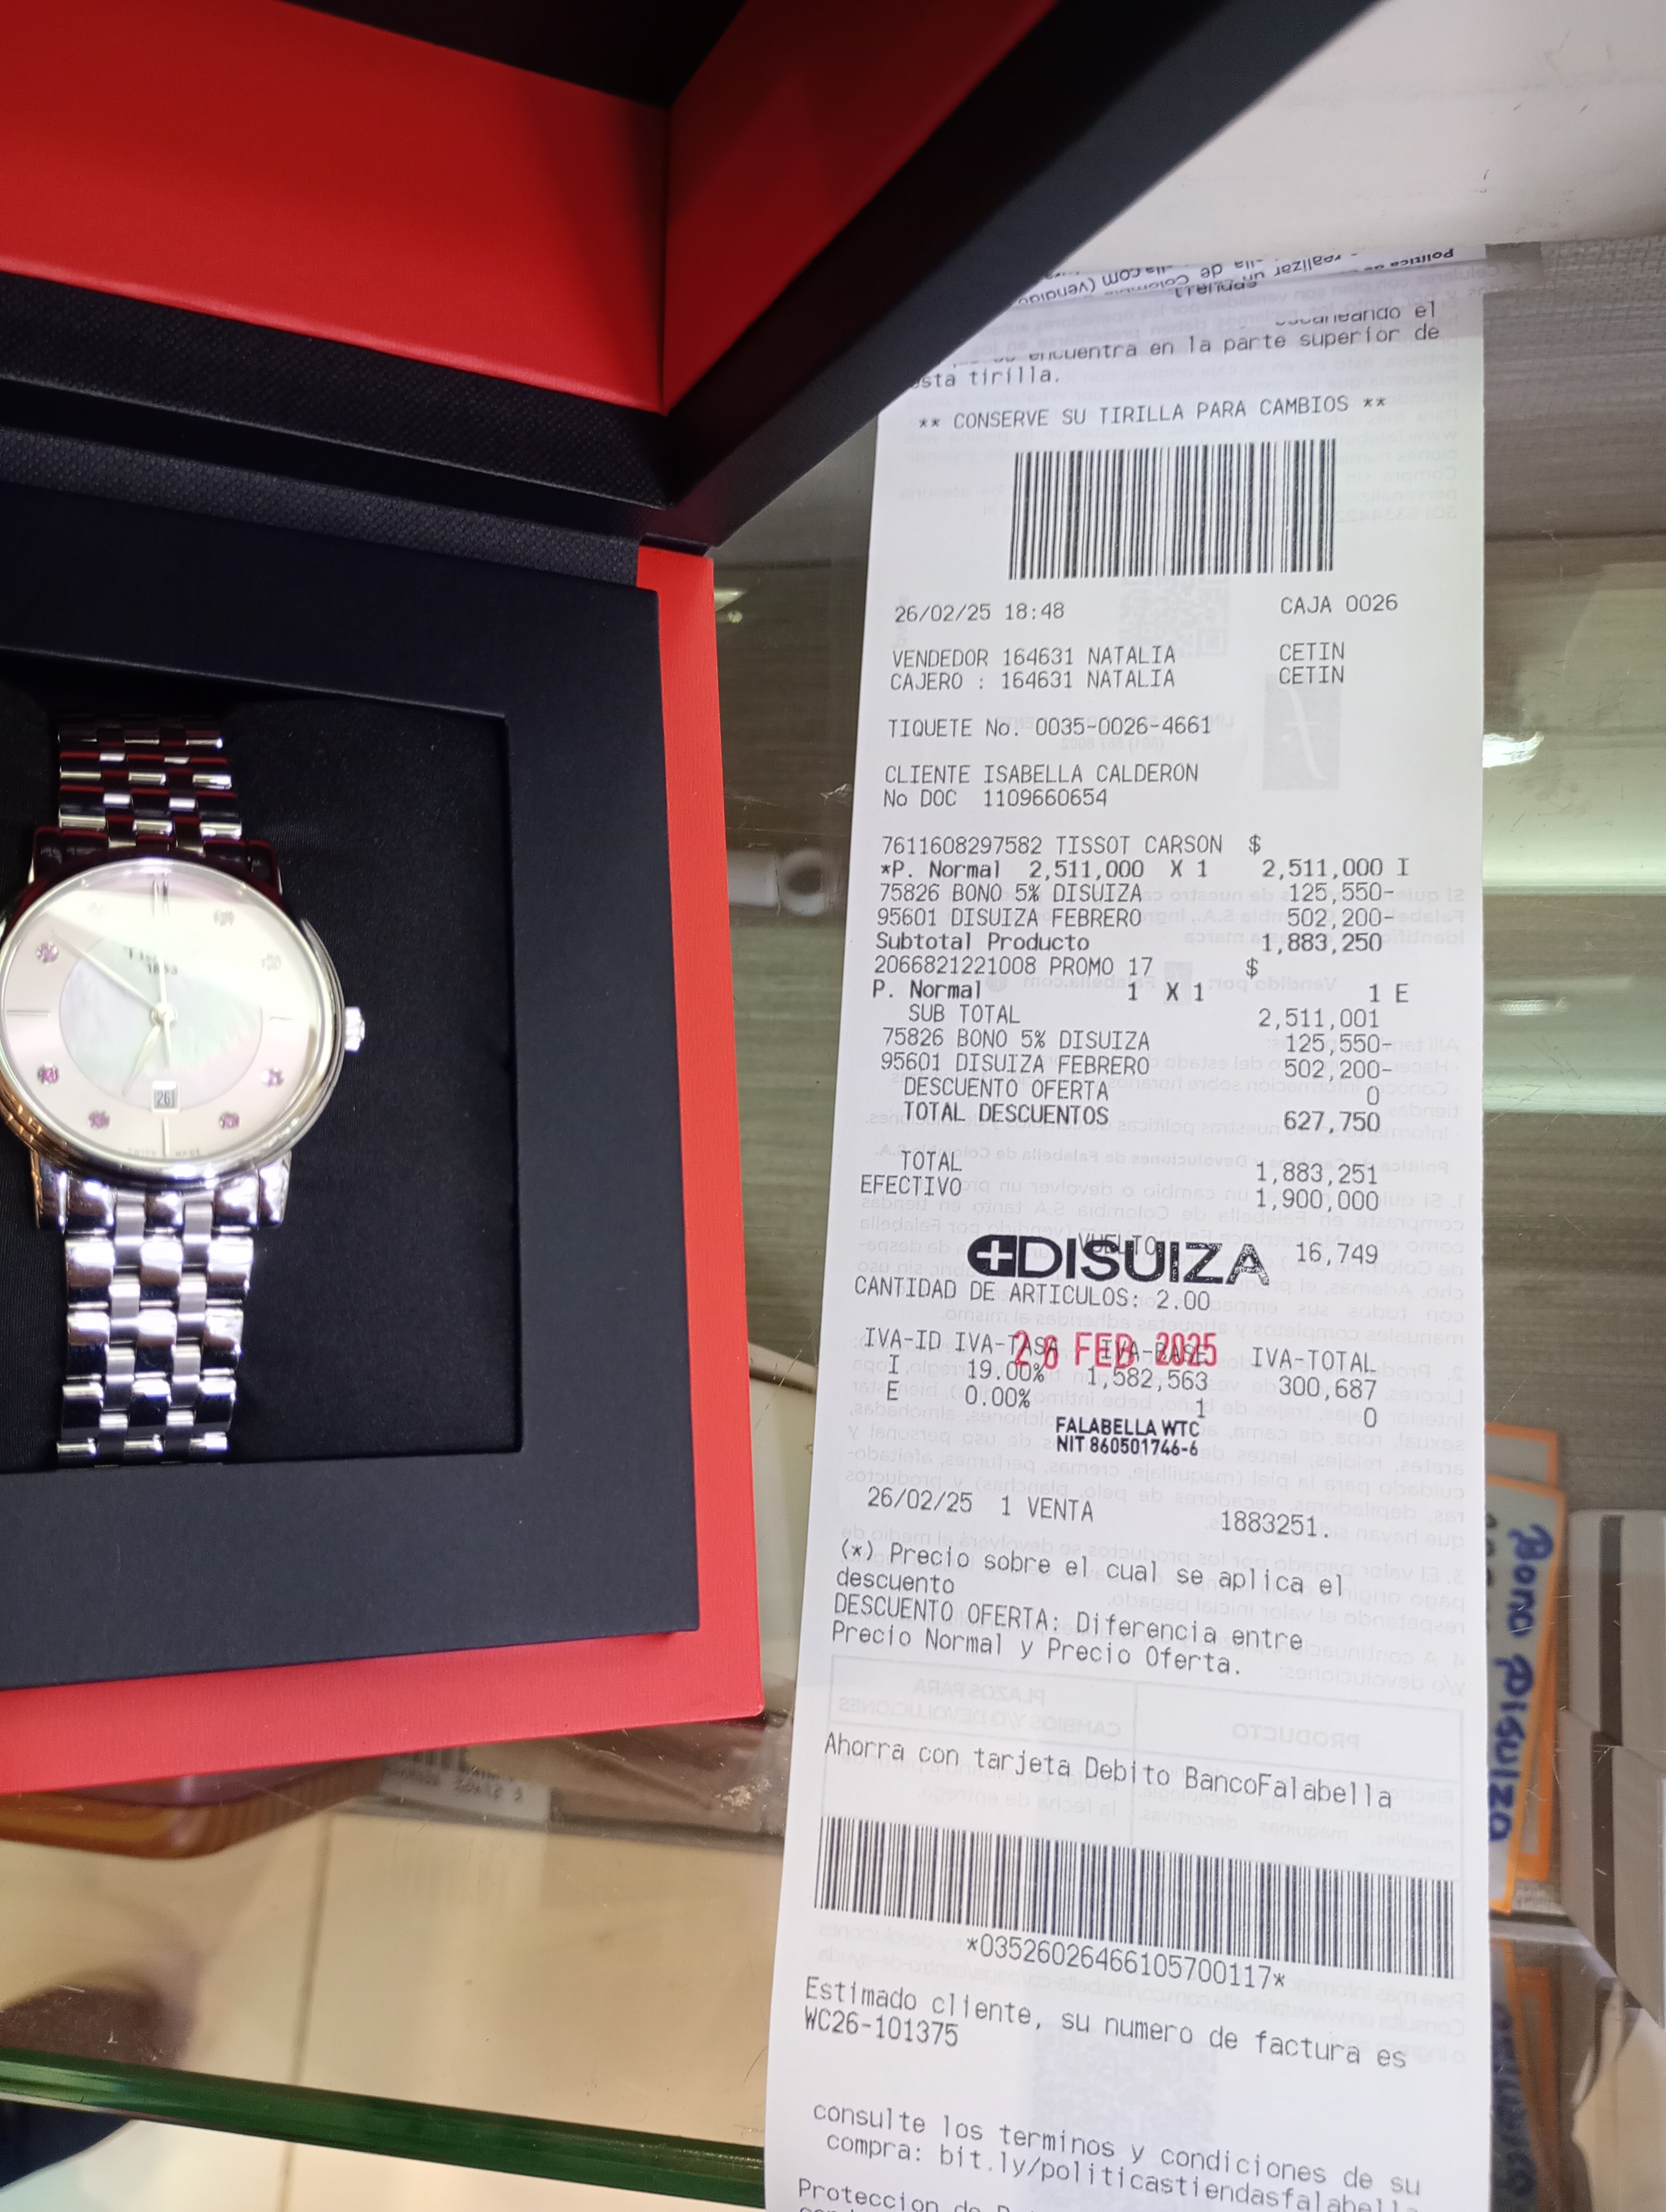 escaneando el
encuentra en la parte superior de
esta tirilla.
** CONSERVE SU TIRILLA PARA CAMBIOS **
26/02/25 18:48 CAJA 0026
VENDEDOR 164631 NATALIA CETIN
CAJERO : 164631 NATALIA CETIN
TIQUETE No. 0035-0026-4661
CLIENTE ISABELLA CALDERON
No DOC 1109660654
7611608297582 TISSOT CARSON $
*P. Normal 2,511,000 X 1 2,511,000 I
75826 BONO 5% DISUIZA 125,550-
95601 DISUIZA FEBRERO 502,200-
Subtotal Producto 1,883,250
2066821221008 PROMO 17 $
P. Normal 1 X 1 1 E
SUB TOTAL 2,511,001
75826 BONO 5% DISUIZA 125,550-
95601 DISUIZA FEBRERO 502,200-
DESCUENTO OFERTA 0
TOTAL DESCUENTOS 627,750
TOTAL 1,883,251
EFECTIVO 1,900,000
VUELTO 16,749
DISUIZA
CANTIDAD DE ARTICULOS: 2.00
IVA-ID IVA-TASA IVA-BASE IVA-TOTAL
26 FEB 2025
I 19.00% 1,582,563 300,687
E 0.00% 1 0
FALABELLA WTC
NIT 860501746-6
26/02/25 1 VENTA 1883251.
(*) Precio sobre el cual se aplica el
descuento
DESCUENTO OFERTA: Diferencia entre
Precio Normal y Precio Oferta.
Ahorra con tarjeta Debito BancoFalabella
*03526026466105700117*
Estimado cliente, su numero de factura es
WC26-101375
consulte los terminos y condiciones de su
compra: bit.ly/politicastiendasfalabella
Proteccion de
1853
26
SWISS MADE
Bono Disuiza